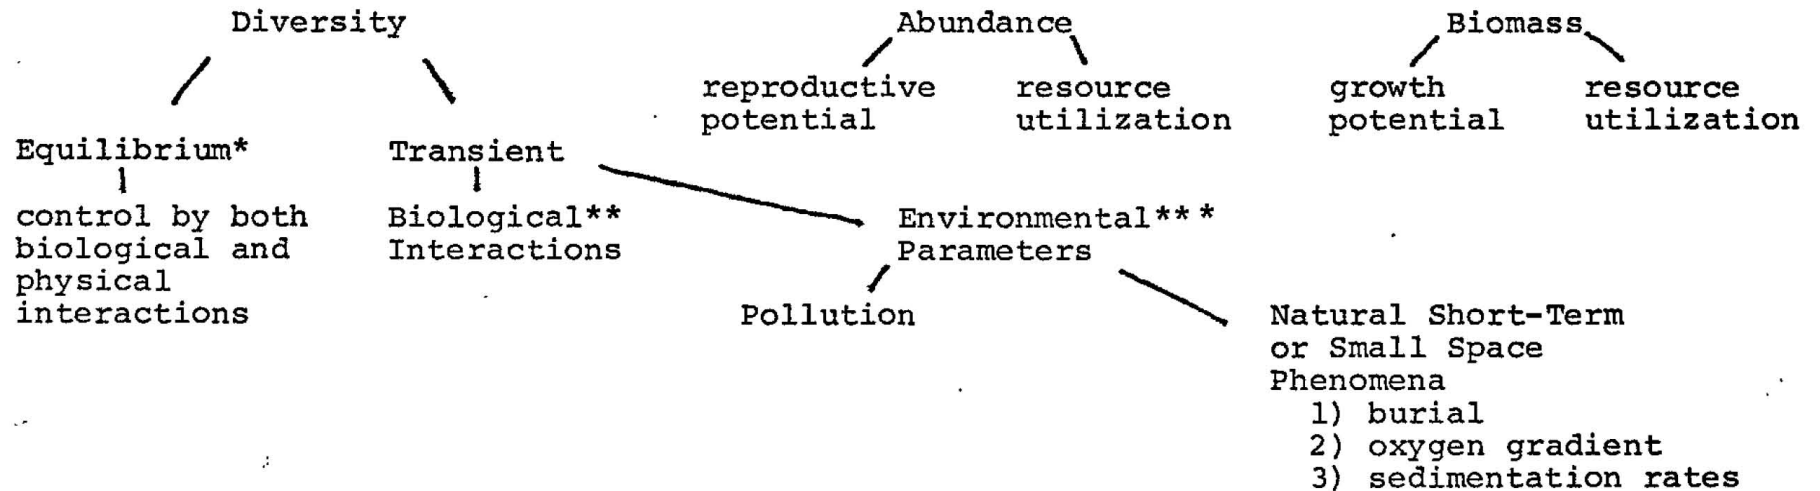 Diversity
Abundance
Biomass
reproductive
potential
resource
utilization
growth
potential
resource
utilization
Equilibrium*
Transient
control by both
biological and
physical
interactions
Biological**
Interactions
Environmental***
Parameters
Pollution
Natural Short-Term
or Small Space
Phenomena
1) burial
2) oxygen gradient
3) sedimentation rates